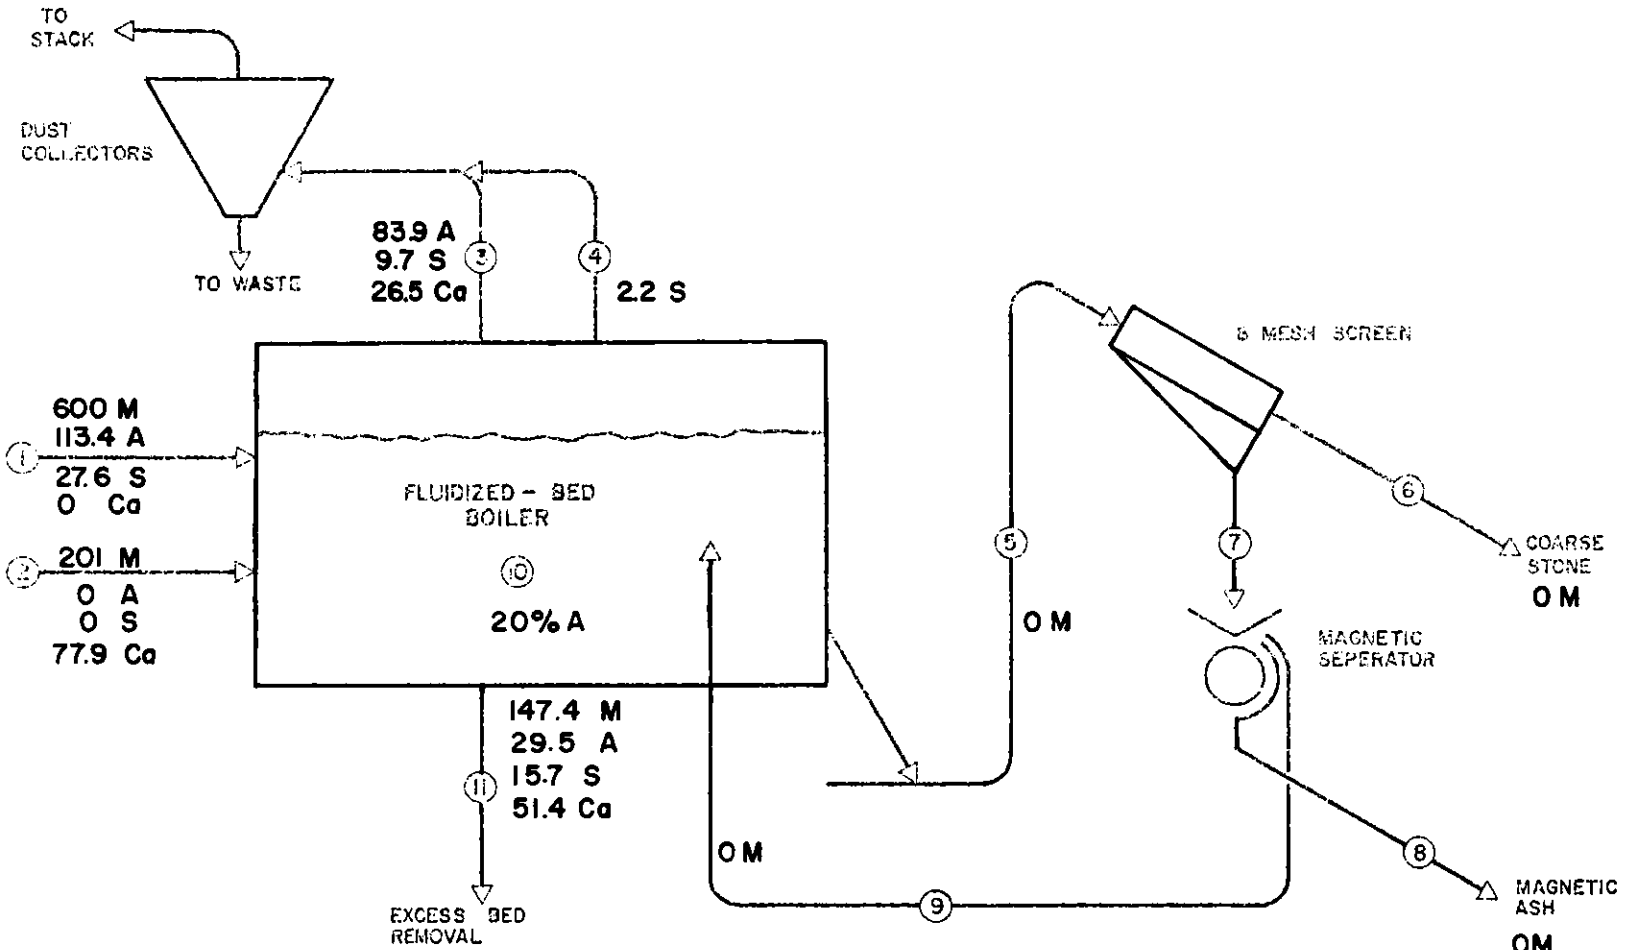 TO
STACK
DUST
COLLECTORS
TO WASTE
83.9 A
9.7 S
26.5 Ca
3
4
2.2 S
8 MESH SCREEN
600 M
113.4 A
27.6 S
0 Ca
1
FLUIDIZED - BED
BOILER
10
20% A
2
201 M
0 A
0 S
77.9 Ca
5
0 M
6
COARSE
STONE
0 M
7
MAGNETIC
SEPERATOR
147.4 M
29.5 A
15.7 S
51.4 Ca
11
EXCESS BED
REMOVAL
0 M
9
8
MAGNETIC
ASH
0M